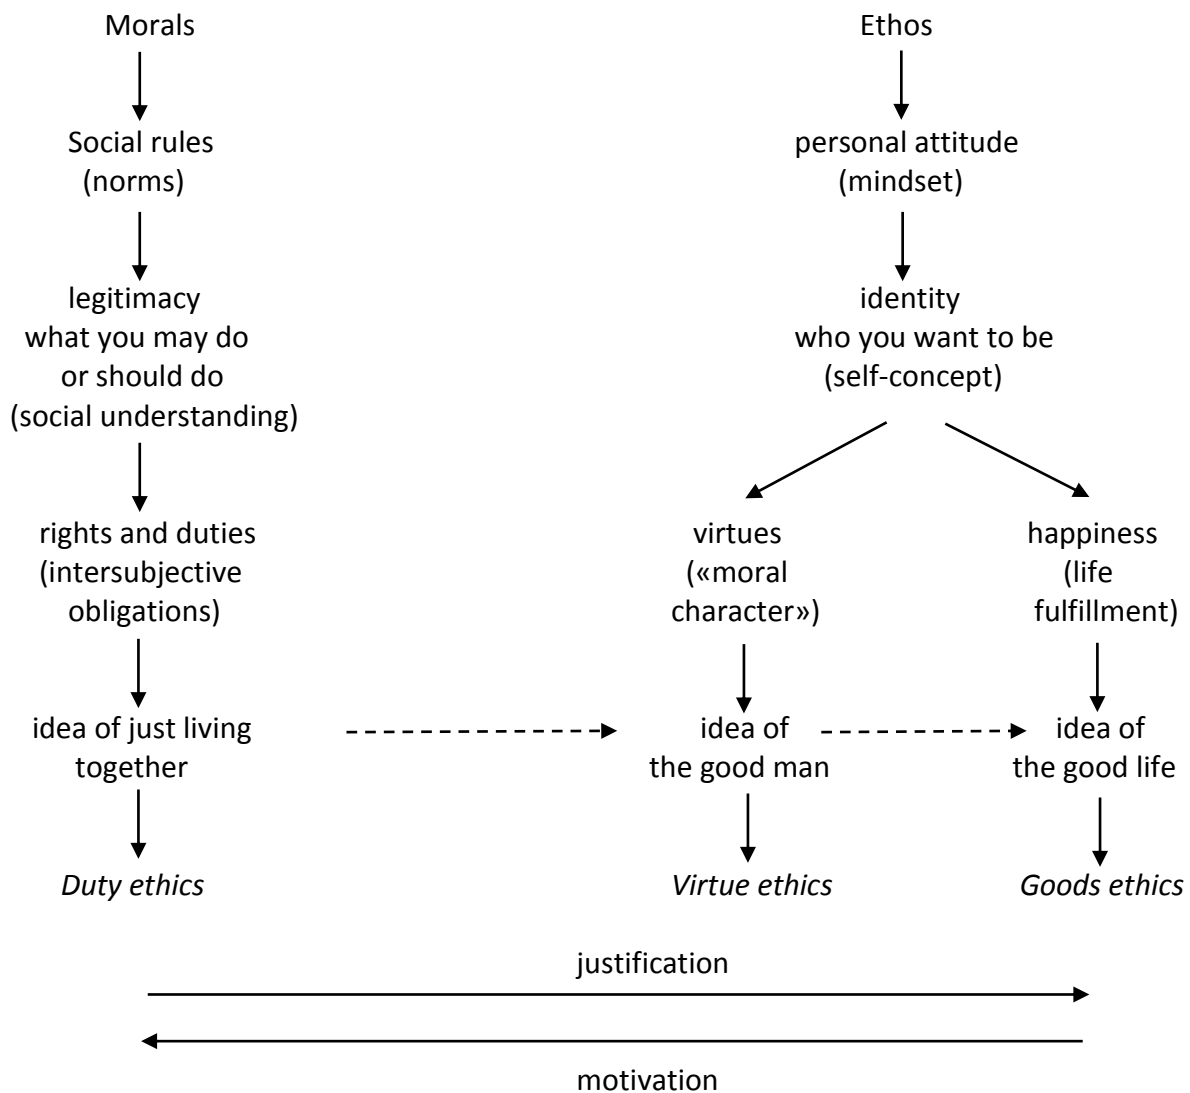 Morals
Ethos
Social rules
(norms)
personal attitude
(mindset)
legitimacy
what you may do
or should do
(social understanding)
identity
who you want to be
(self-concept)
rights and duties
(intersubjective
obligations)
virtues
(«moral
character»)
happiness
(life
fulfillment)
idea of just living
together
idea of
the good man
idea of
the good life
Duty ethics
Virtue ethics
Goods ethics
justification
motivation